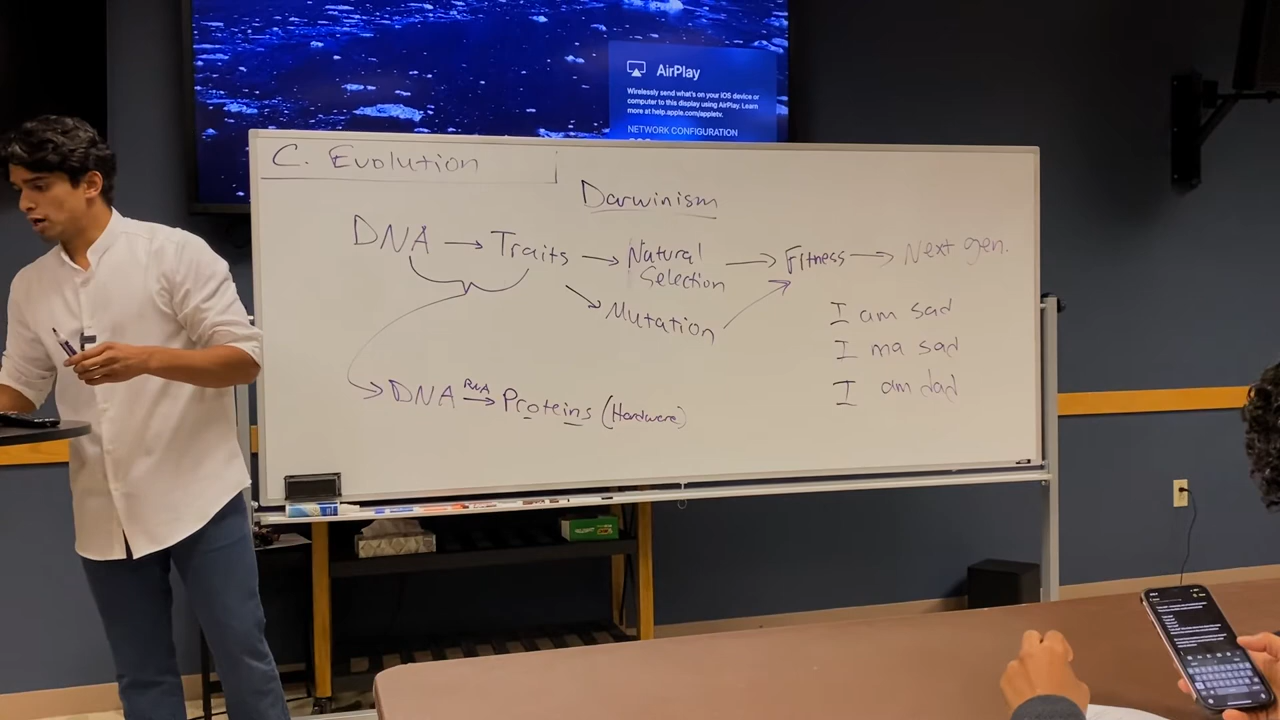 AirPlay
Wirelessly send what's on your iOS device or
computer to this display using AirPlay. Learn
more at help.apple.com/appletv.
NETWORK CONFIGURATION
C. Evolution
Darwinism
DNA → Traits → Natural Selection → Fitness → Next gen.
Mutation
I am sad
I ma sad
I am dad
DNA RNA → Proteins (Hardware)